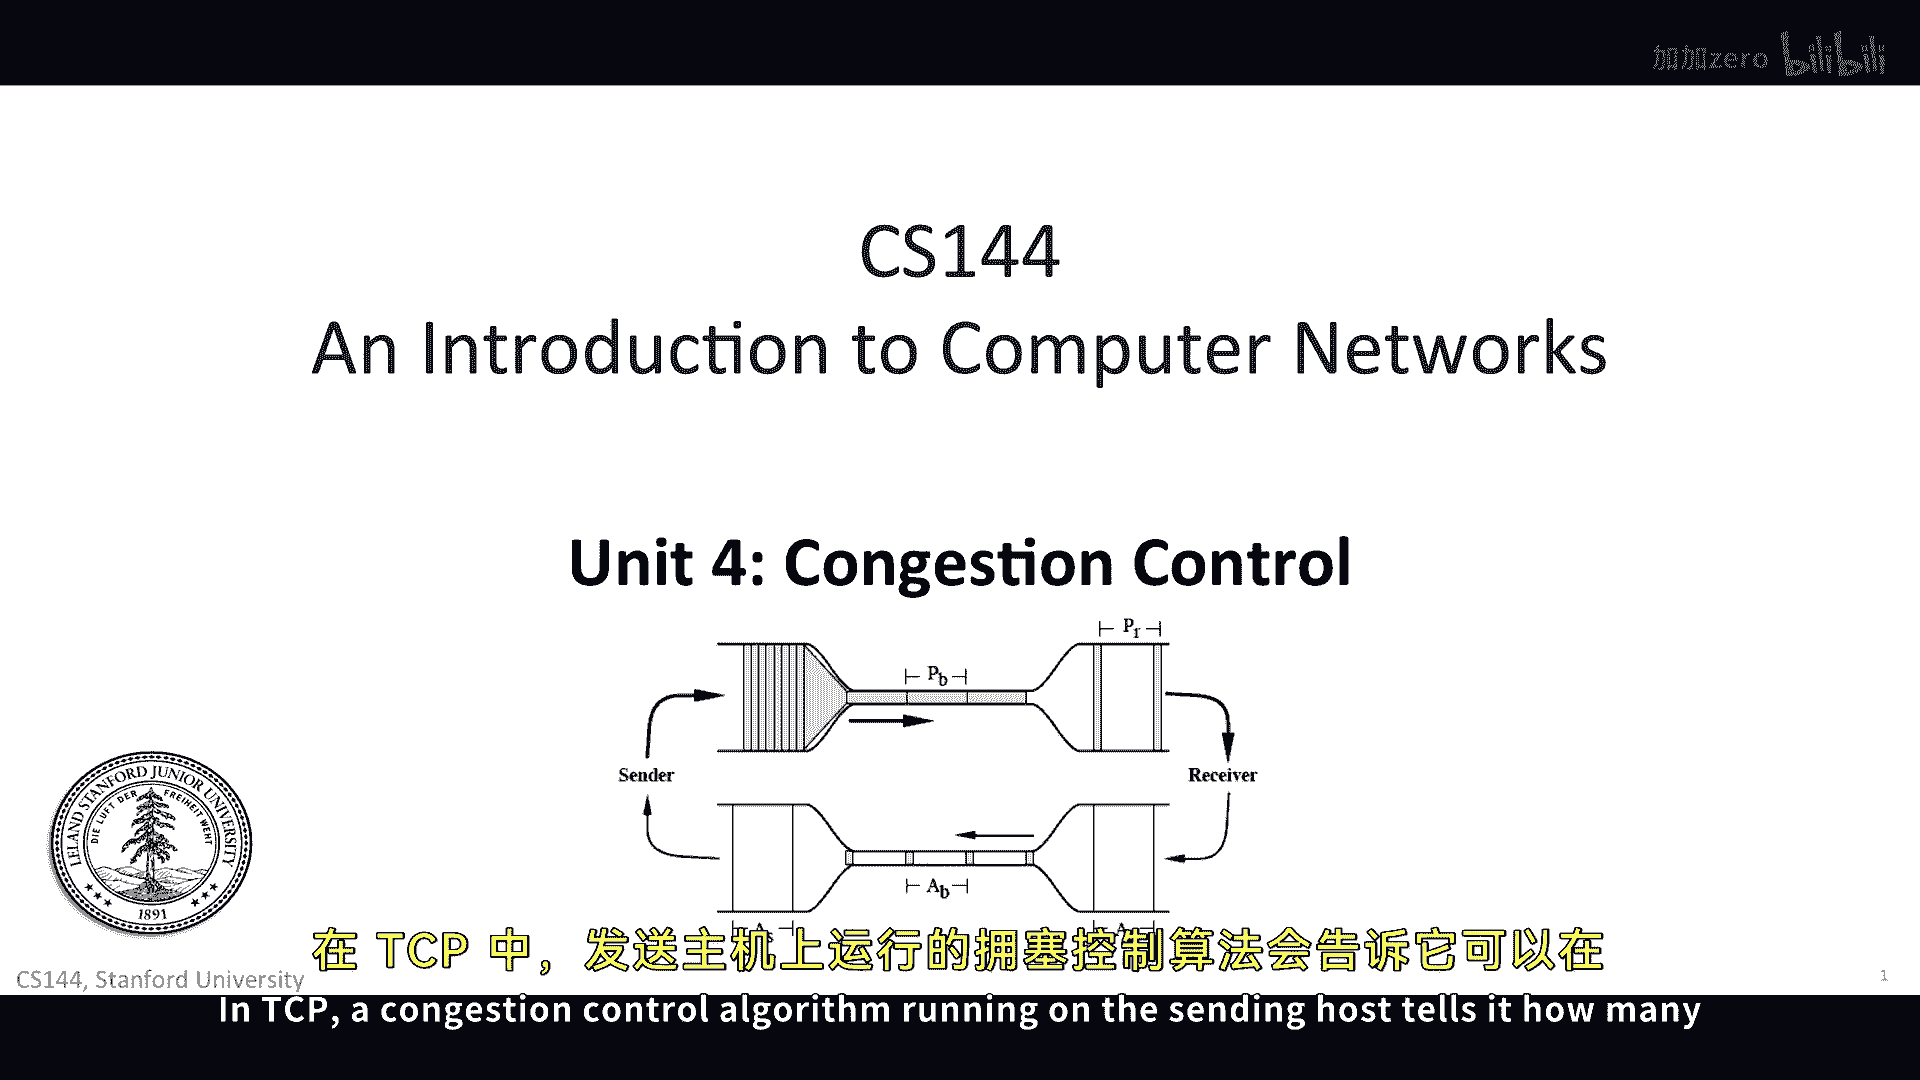 加加zero bilibili
CS144
An Introduction to Computer Networks
Unit 4: Congestion Control
Pr
Pb
Sender
Receiver
Ab
LELAND STANFORD JUNIOR UNIVERSITY
DIE LUFT DER FREIHEIT WEHT
1891
在 TCP 中，发送主机上运行的拥塞控制算法会告诉它可以在
CS144, Stanford University
1
In TCP, a congestion control algorithm running on the sending host tells it how many